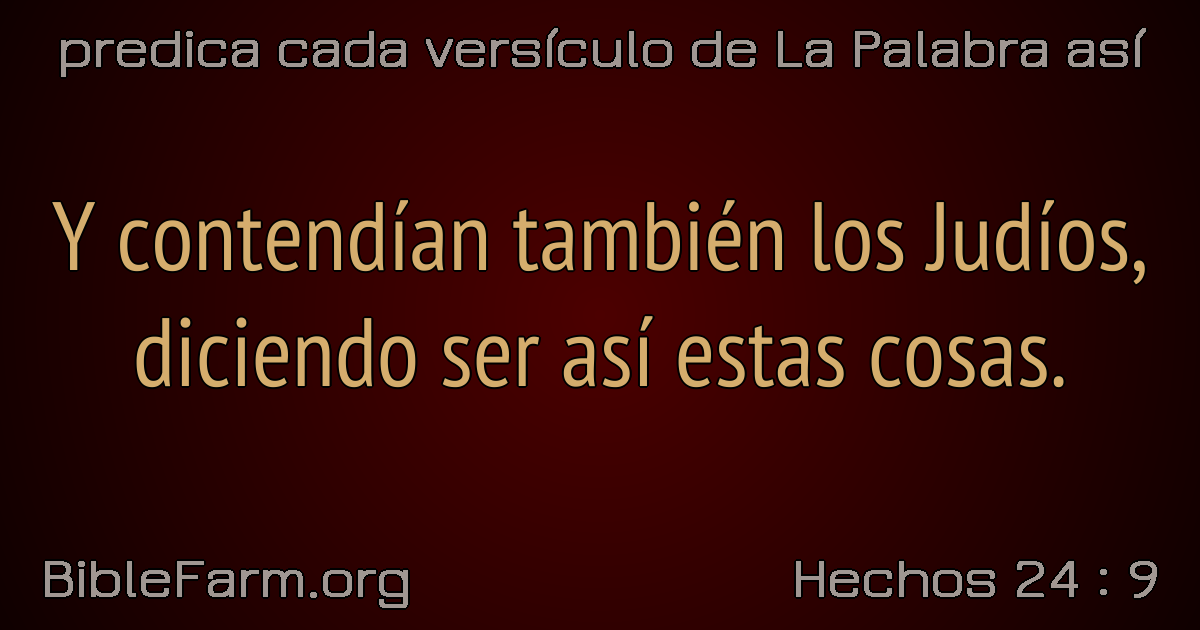 predica cada versículo de La Palabra así
Y contendían también los Judíos,
diciendo ser así estas cosas.
BibleFarm.org
Hechos 24 : 9